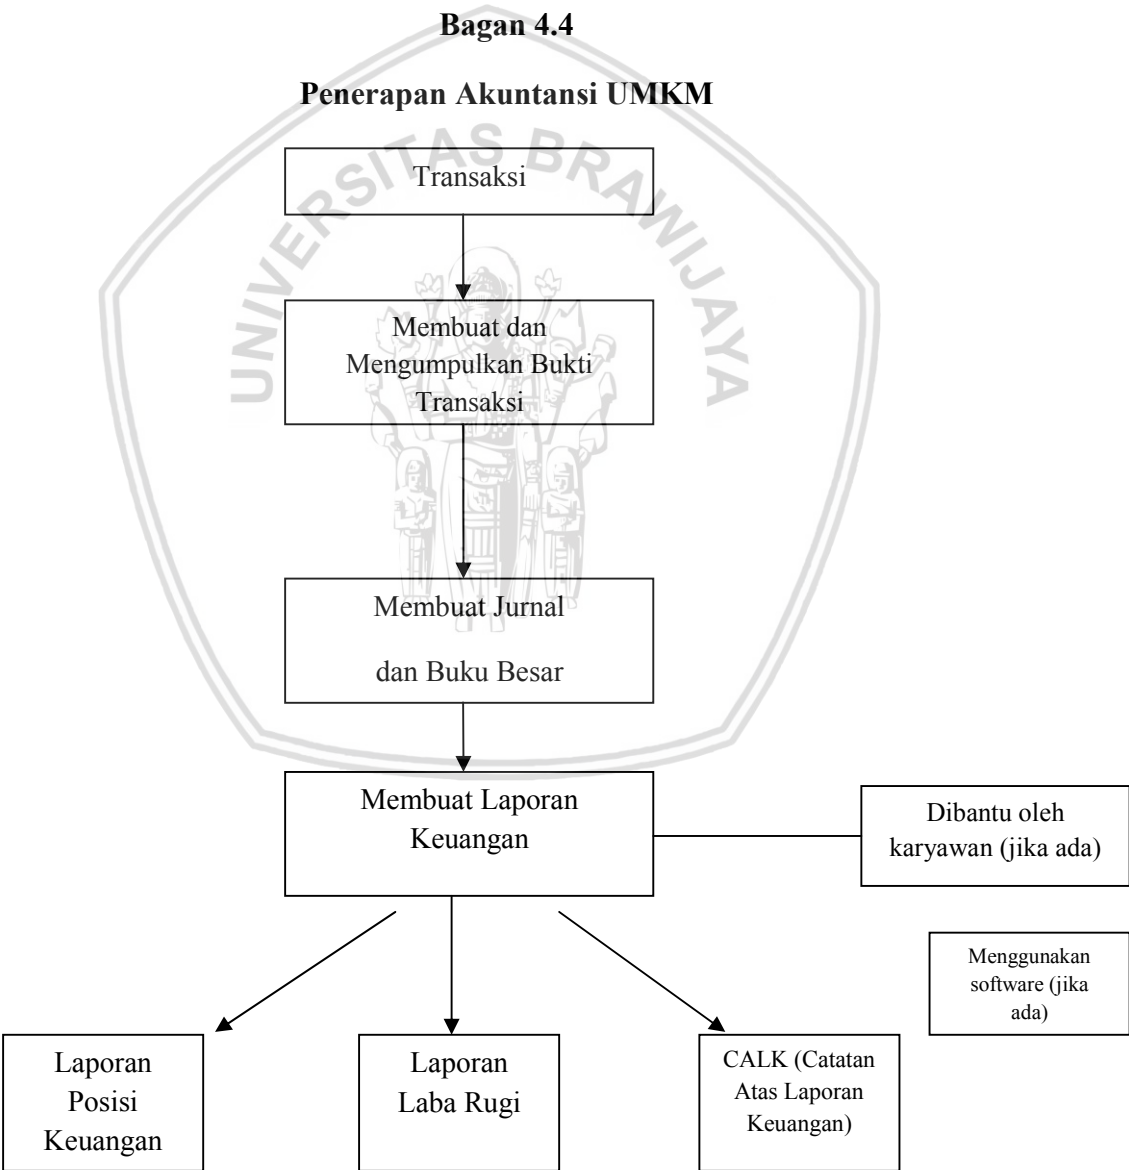 Bagan 4.4
Penerapan Akuntansi UMKM
UNIVERSITAS BRAWIJAYA
Transaksi
Membuat dan
Mengumpulkan Bukti
Transaksi
Membuat Jurnal
dan Buku Besar
Membuat Laporan
Keuangan
Dibantu oleh
karyawan (jika ada)
Menggunakan
software (jika
ada)
Laporan
Posisi
Keuangan
Laporan
Laba Rugi
CALK (Catatan
Atas Laporan
Keuangan)